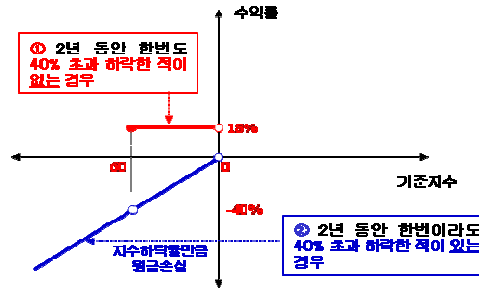 수익률
① 2년 동안 한번도
40% 초과 하락한 적이
없는 경우
기준지수
-40%
지수하락률만큼
원금손실
② 2년 동안 한번이라도
40% 초과 하락한 적이 있는
경우